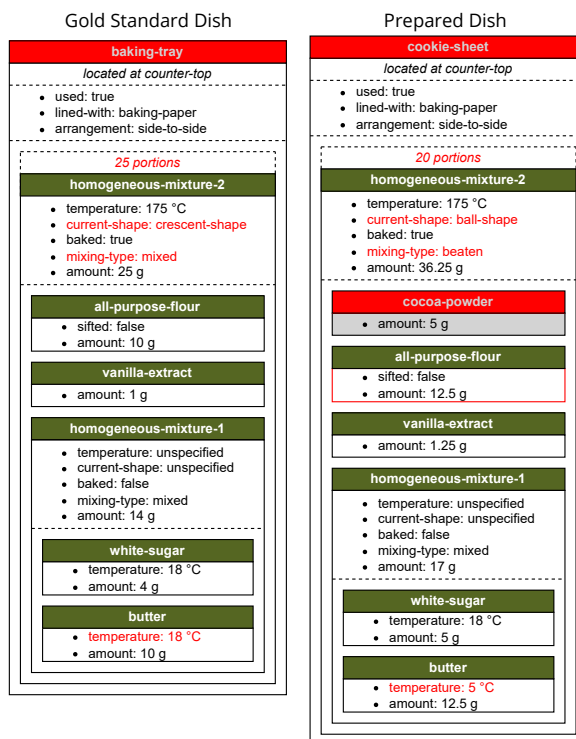 Gold Standard Dish
baking-tray
located at counter-top
• used: true
• lined-with: baking-paper
• arrangement: side-to-side
25 portions
homogeneous-mixture-2
• temperature: 175 °C
• current-shape: crescent-shape
• baked: true
• mixing-type: mixed
• amount: 25 g
all-purpose-flour
• sifted: false
• amount: 10 g
vanilla-extract
• amount: 1 g
homogeneous-mixture-1
• temperature: unspecified
• current-shape: unspecified
• baked: false
• mixing-type: mixed
• amount: 14 g
white-sugar
• temperature: 18 °C
• amount: 4 g
butter
• temperature: 18 °C
• amount: 10 g
Prepared Dish
cookie-sheet
located at counter-top
• used: true
• lined-with: baking-paper
• arrangement: side-to-side
20 portions
homogeneous-mixture-2
• temperature: 175 °C
• current-shape: ball-shape
• baked: true
• mixing-type: beaten
• amount: 36.25 g
cocoa-powder
• amount: 5 g
all-purpose-flour
• sifted: false
• amount: 12.5 g
vanilla-extract
• amount: 1.25 g
homogeneous-mixture-1
• temperature: unspecified
• current-shape: unspecified
• baked: false
• mixing-type: mixed
• amount: 17 g
white-sugar
• temperature: 18 °C
• amount: 5 g
butter
• temperature: 5 °C
• amount: 12.5 g